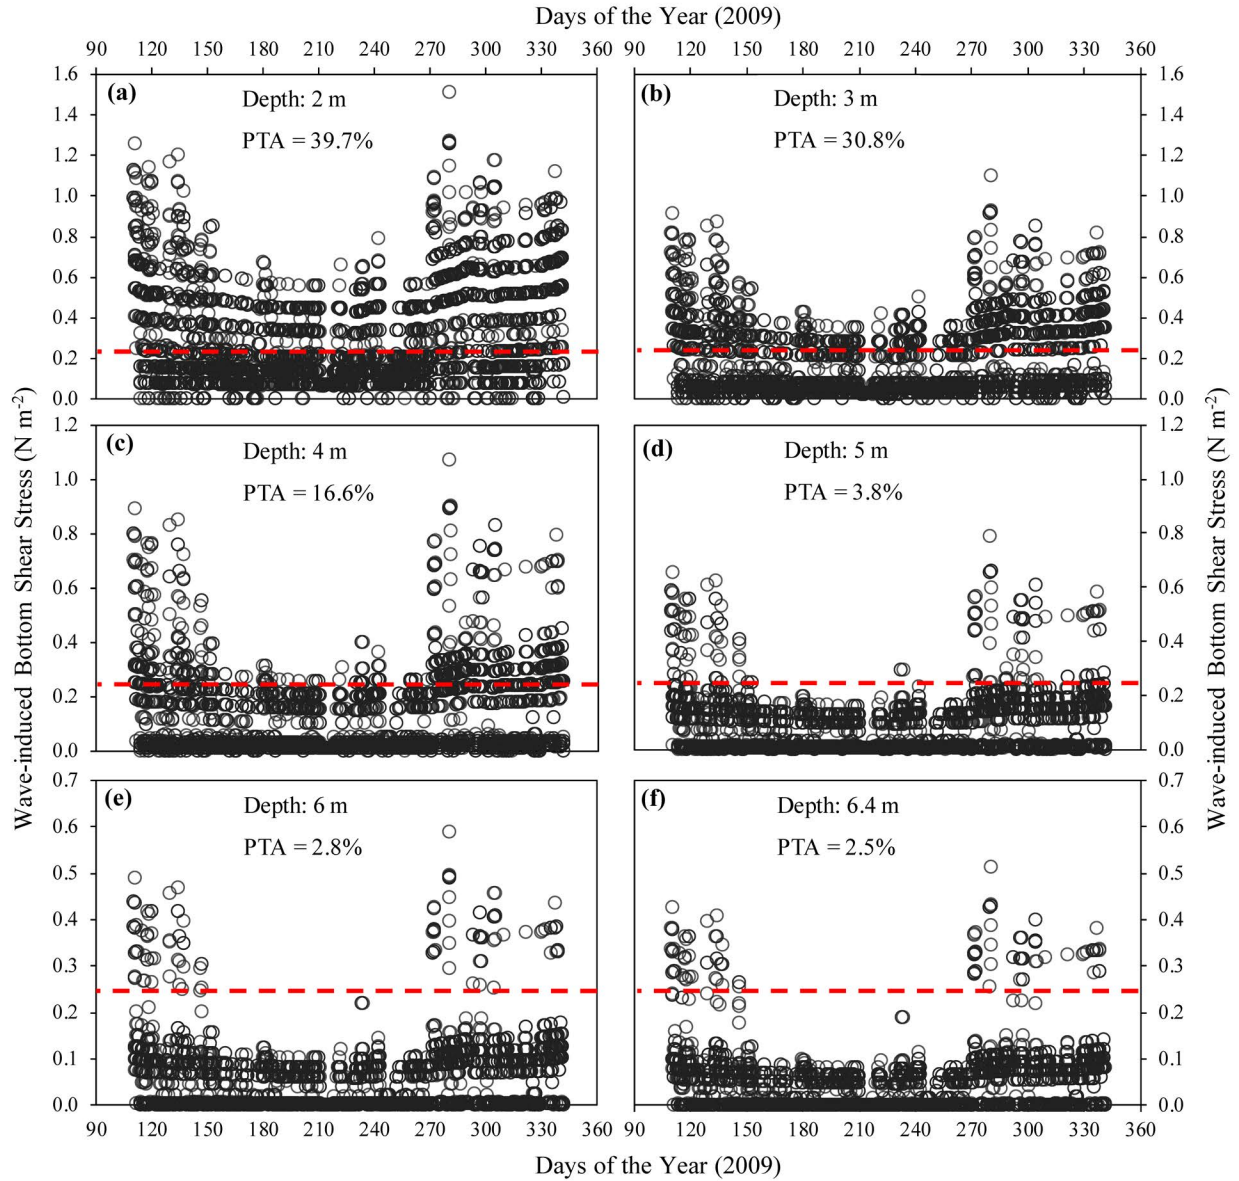 Days of the Year (2009)
90 120 150 180 210 240 270 300 330 360 90 120 150 180 210 240 270 300 330 360
1.6 (a) Depth: 2 m (b) Depth: 3 m 1.6
1.4 PTA = 39.7% PTA = 30.8% 1.4
1.2 1.2
1.0 1.0
0.8 0.8
0.6 0.6
0.4 0.4
0.2 0.2
0.0 0.0
Wave-induced Bottom Shear Stress (N m⁻²)
Wave-induced Bottom Shear Stress (N m⁻²)
1.2 (c) Depth: 4 m (d) Depth: 5 m 1.2
1.0 PTA = 16.6% PTA = 3.8% 1.0
0.8 0.8
0.6 0.6
0.4 0.4
0.2 0.2
0.0 0.0
0.7 (e) Depth: 6 m (f) Depth: 6.4 m 0.7
0.6 PTA = 2.8% PTA = 2.5% 0.6
0.5 0.5
0.4 0.4
0.3 0.3
0.2 0.2
0.1 0.1
0.0 0.0
90 120 150 180 210 240 270 300 330 360 90 120 150 180 210 240 270 300 330 360
Days of the Year (2009)